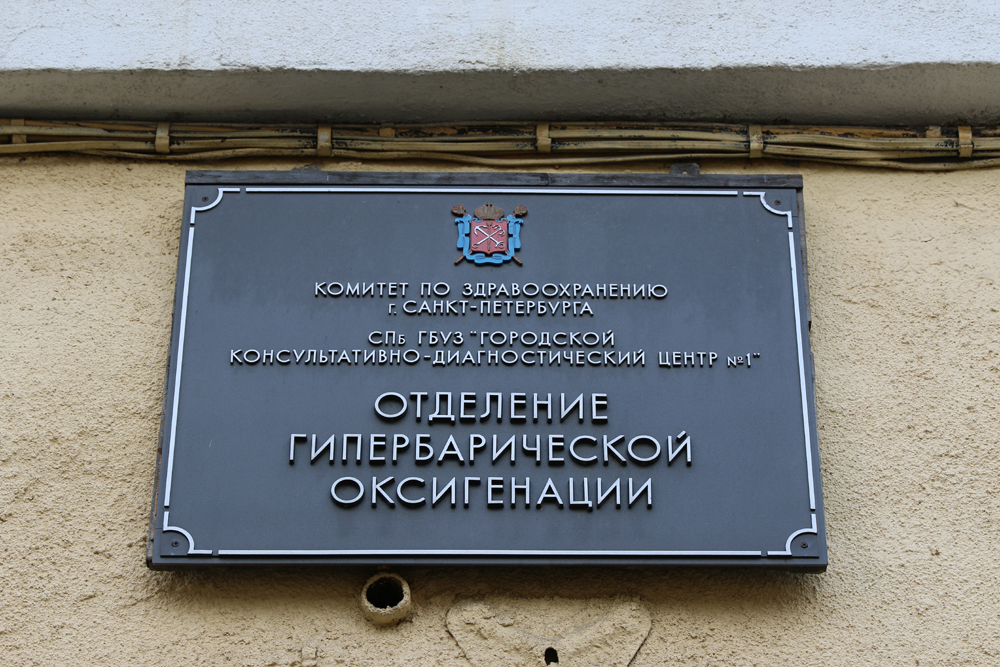 КОМИТЕТ ПО ЗДРАВООХРАНЕНИЮ
Г. САНКТ-ПЕТЕРБУРГА
СПБ ГБУЗ "ГОРОДСКОЙ
КОНСУЛЬТАТИВНО-ДИАГНОСТИЧЕСКИЙ ЦЕНТР №1"
ОТДЕЛЕНИЕ
ГИПЕРБАРИЧЕСКОЙ
ОКСИГЕНАЦИИ